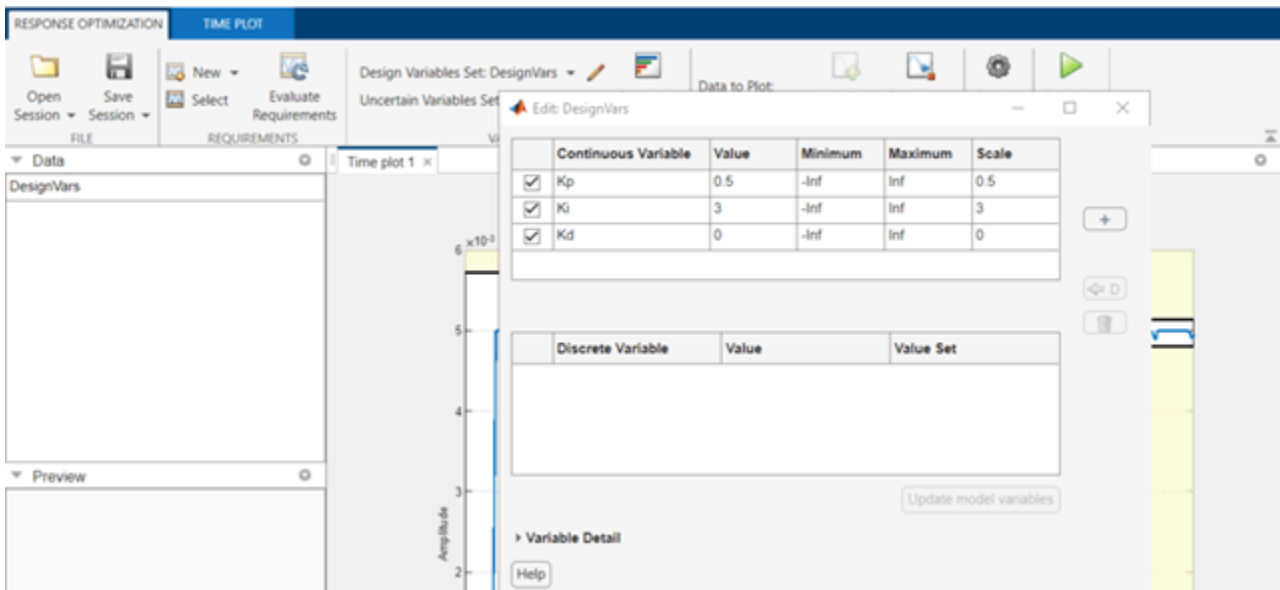 RESPONSE OPTIMIZATION TIME PLOT
Open Session Save Session
FILE
New
Select
Evaluate Requirements
REQUIREMENTS
Design Variables Set: DesignVars
Uncertain Variables Set
Data to Plot:
Data
DesignVars
Preview
Time plot 1 ×
6 ×10-3
5
4
3
2
Amplitude
Edit: DesignVars
Continuous Variable Value Minimum Maximum Scale
Kp 0.5 -Inf Inf 0.5
Ki 3 -Inf Inf 3
Kd 0 -Inf Inf 0
+
D
Discrete Variable Value Value Set
Update model variables
Variable Detail
Help